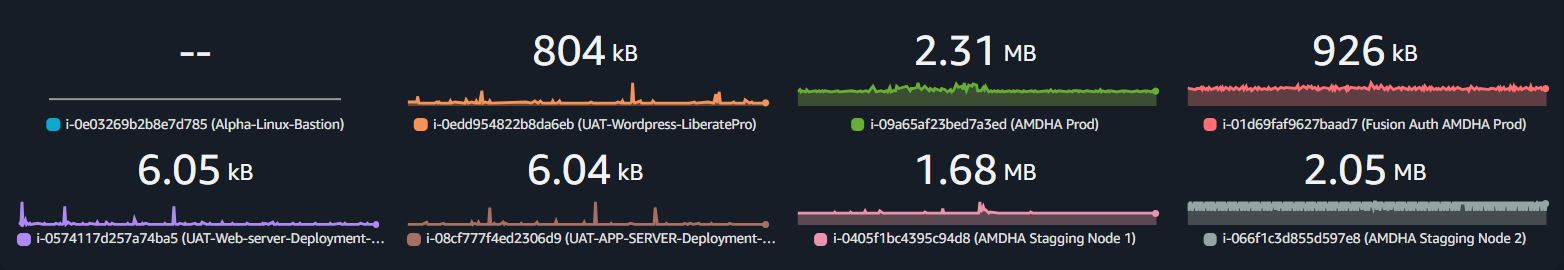 -- 804 kB 2.31 MB 926 kB
i-0e03269b2b8e7d785 (Alpha-Linux-Bastion) i-0edd954822b8da6eb (UAT-Wordpress-LiberatePro) i-09a65af23bed7a3ed (AMDHA Prod) i-01d69faf9627baad7 (Fusion Auth AMDHA Prod)
6.05 kB 6.04 kB 1.68 MB 2.05 MB
i-0574117d257a74ba5 (UAT-Web-server-Deployment-... i-08cf777f4ed2306d9 (UAT-APP-SERVER-Deployment-... i-0405f1bc4395c94d8 (AMDHA Stagging Node 1) i-066f1c3d855d597e8 (AMDHA Stagging Node 2)